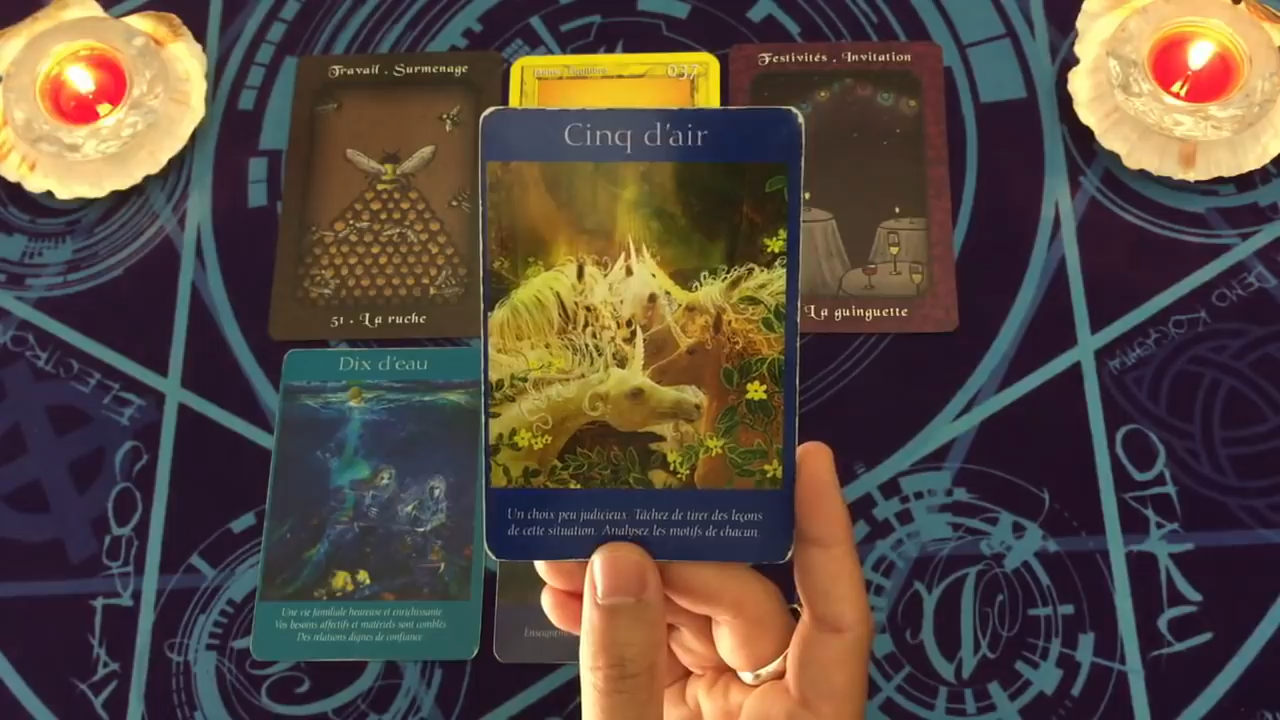 Travail . Surmenage
037
Festivités . Invitation
Cinq d'air
51 . La ruche
La guinguette
Dix d'eau
Un choix peu judicieux. Tâchez de tirer des leçons
de cette situation. Analysez les motifs de chacun.
Une vie familiale heureuse et enrichissante
Vos besoins affectifs et matériels sont comblés
Des relations dignes de confiance
COSPLAY
OTAKU